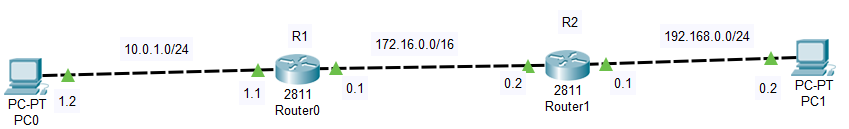 R1
R2
10.0.1.0/24
172.16.0.0/16
192.168.0.0/24
1.2
1.1
0.1
0.2
0.1
0.2
PC-PT
PC0
2811
Router0
2811
Router1
PC-PT
PC1